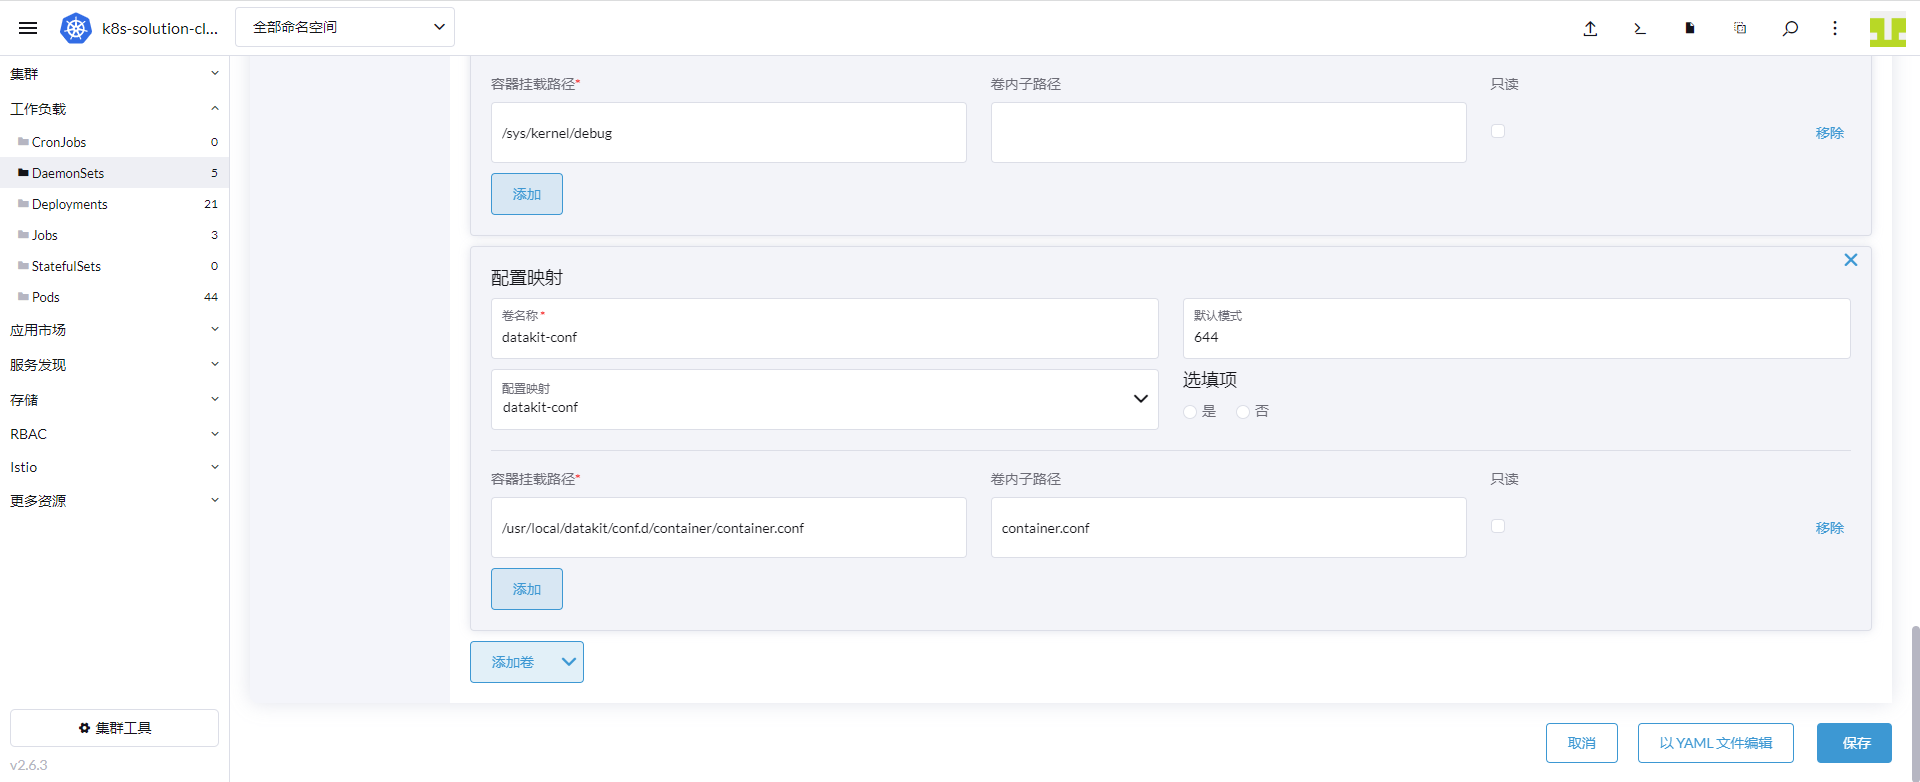 k8s-solution-cl...
全部命名空间
集群
工作负载
CronJobs 0
DaemonSets 5
Deployments 21
Jobs 3
StatefulSets 0
Pods 44
应用市场
服务发现
存储
RBAC
Istio
更多资源
集群工具
v2.6.3
容器挂载路径* 卷内子路径 只读
/sys/kernel/debug 移除
添加
配置映射
卷名称* 默认模式
datakit-conf 644
配置映射 选填项
datakit-conf 是 否
容器挂载路径* 卷内子路径 只读
/usr/local/datakit/conf.d/container/container.conf container.conf 移除
添加
添加卷
取消 以 YAML 文件编辑 保存